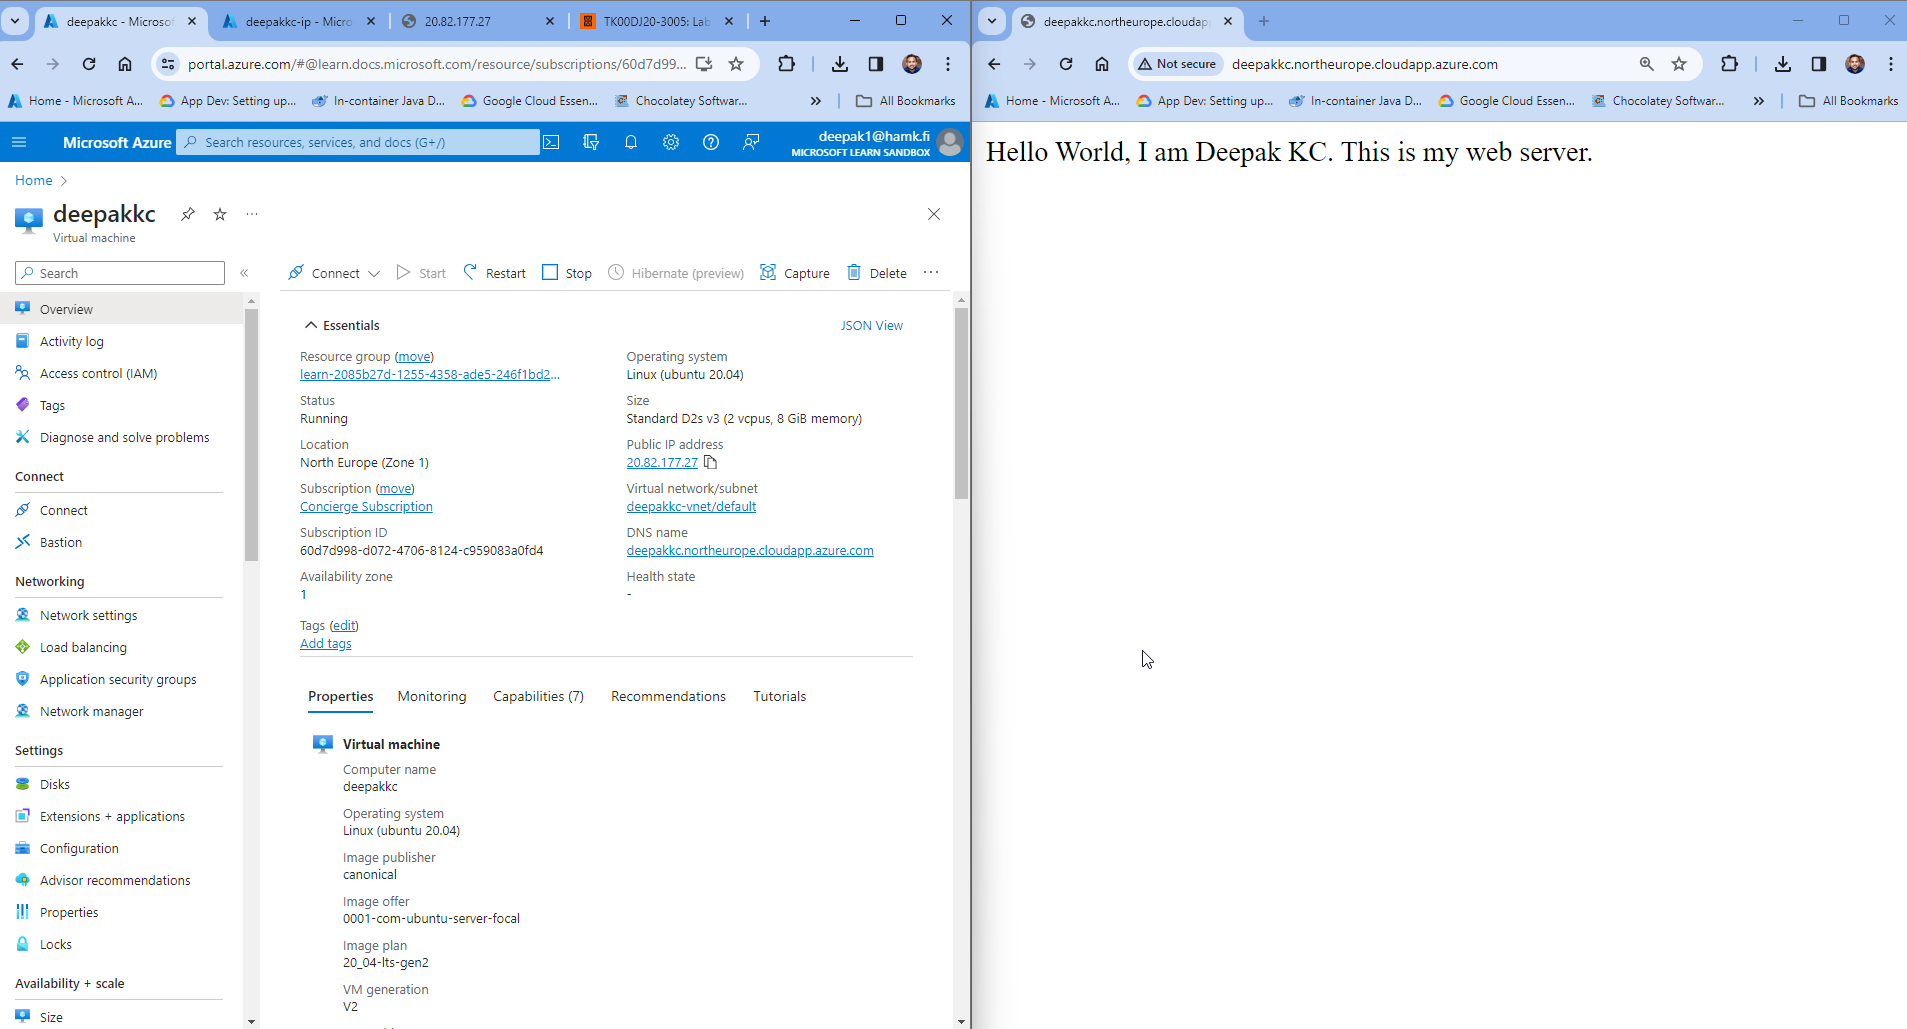 deepakkc - Microsof
deepakkc-ip - Micro
20.82.177.27
TK00DJ20-3005: Lab
portal.azure.com/#@learn.docs.microsoft.com/resource/subscriptions/60d7d99...
Home - Microsoft A...
App Dev: Setting up...
In-container Java D...
Google Cloud Essen...
Chocolatey Softwar...
»
All Bookmarks
Microsoft Azure
Search resources, services, and docs (G+/)
deepak1@hamk.fi
MICROSOFT LEARN SANDBOX
Home >
deepakkc
...
Virtual machine
Search
«
Overview
Activity log
Access control (IAM)
Tags
Diagnose and solve problems
Connect
Connect
Bastion
Networking
Network settings
Load balancing
Application security groups
Network manager
Settings
Disks
Extensions + applications
Configuration
Advisor recommendations
Properties
Locks
Availability + scale
Size
Connect
Start
Restart
Stop
Hibernate (preview)
Capture
Delete
...
Essentials
JSON View
Resource group (move)
learn-2085b27d-1255-4358-ade5-246f1bd2...
Status
Running
Location
North Europe (Zone 1)
Subscription (move)
Concierge Subscription
Subscription ID
60d7d998-d072-4706-8124-c959083a0fd4
Availability zone
1
Operating system
Linux (ubuntu 20.04)
Size
Standard D2s v3 (2 vcpus, 8 GiB memory)
Public IP address
20.82.177.27
Virtual network/subnet
deepakkc-vnet/default
DNS name
deepakkc.northeurope.cloudapp.azure.com
Health state
-
Tags (edit)
Add tags
Properties
Monitoring
Capabilities (7)
Recommendations
Tutorials
Virtual machine
Computer name
deepakkc
Operating system
Linux (ubuntu 20.04)
Image publisher
canonical
Image offer
0001-com-ubuntu-server-focal
Image plan
20_04-lts-gen2
VM generation
V2
deepakkc.northeurope.cloudapp
Not secure
deepakkc.northeurope.cloudapp.azure.com
Home - Microsoft A...
App Dev: Setting up...
In-container Java D...
Google Cloud Essen...
Chocolatey Softwar...
»
All Bookmarks
Hello World, I am Deepak KC. This is my web server.